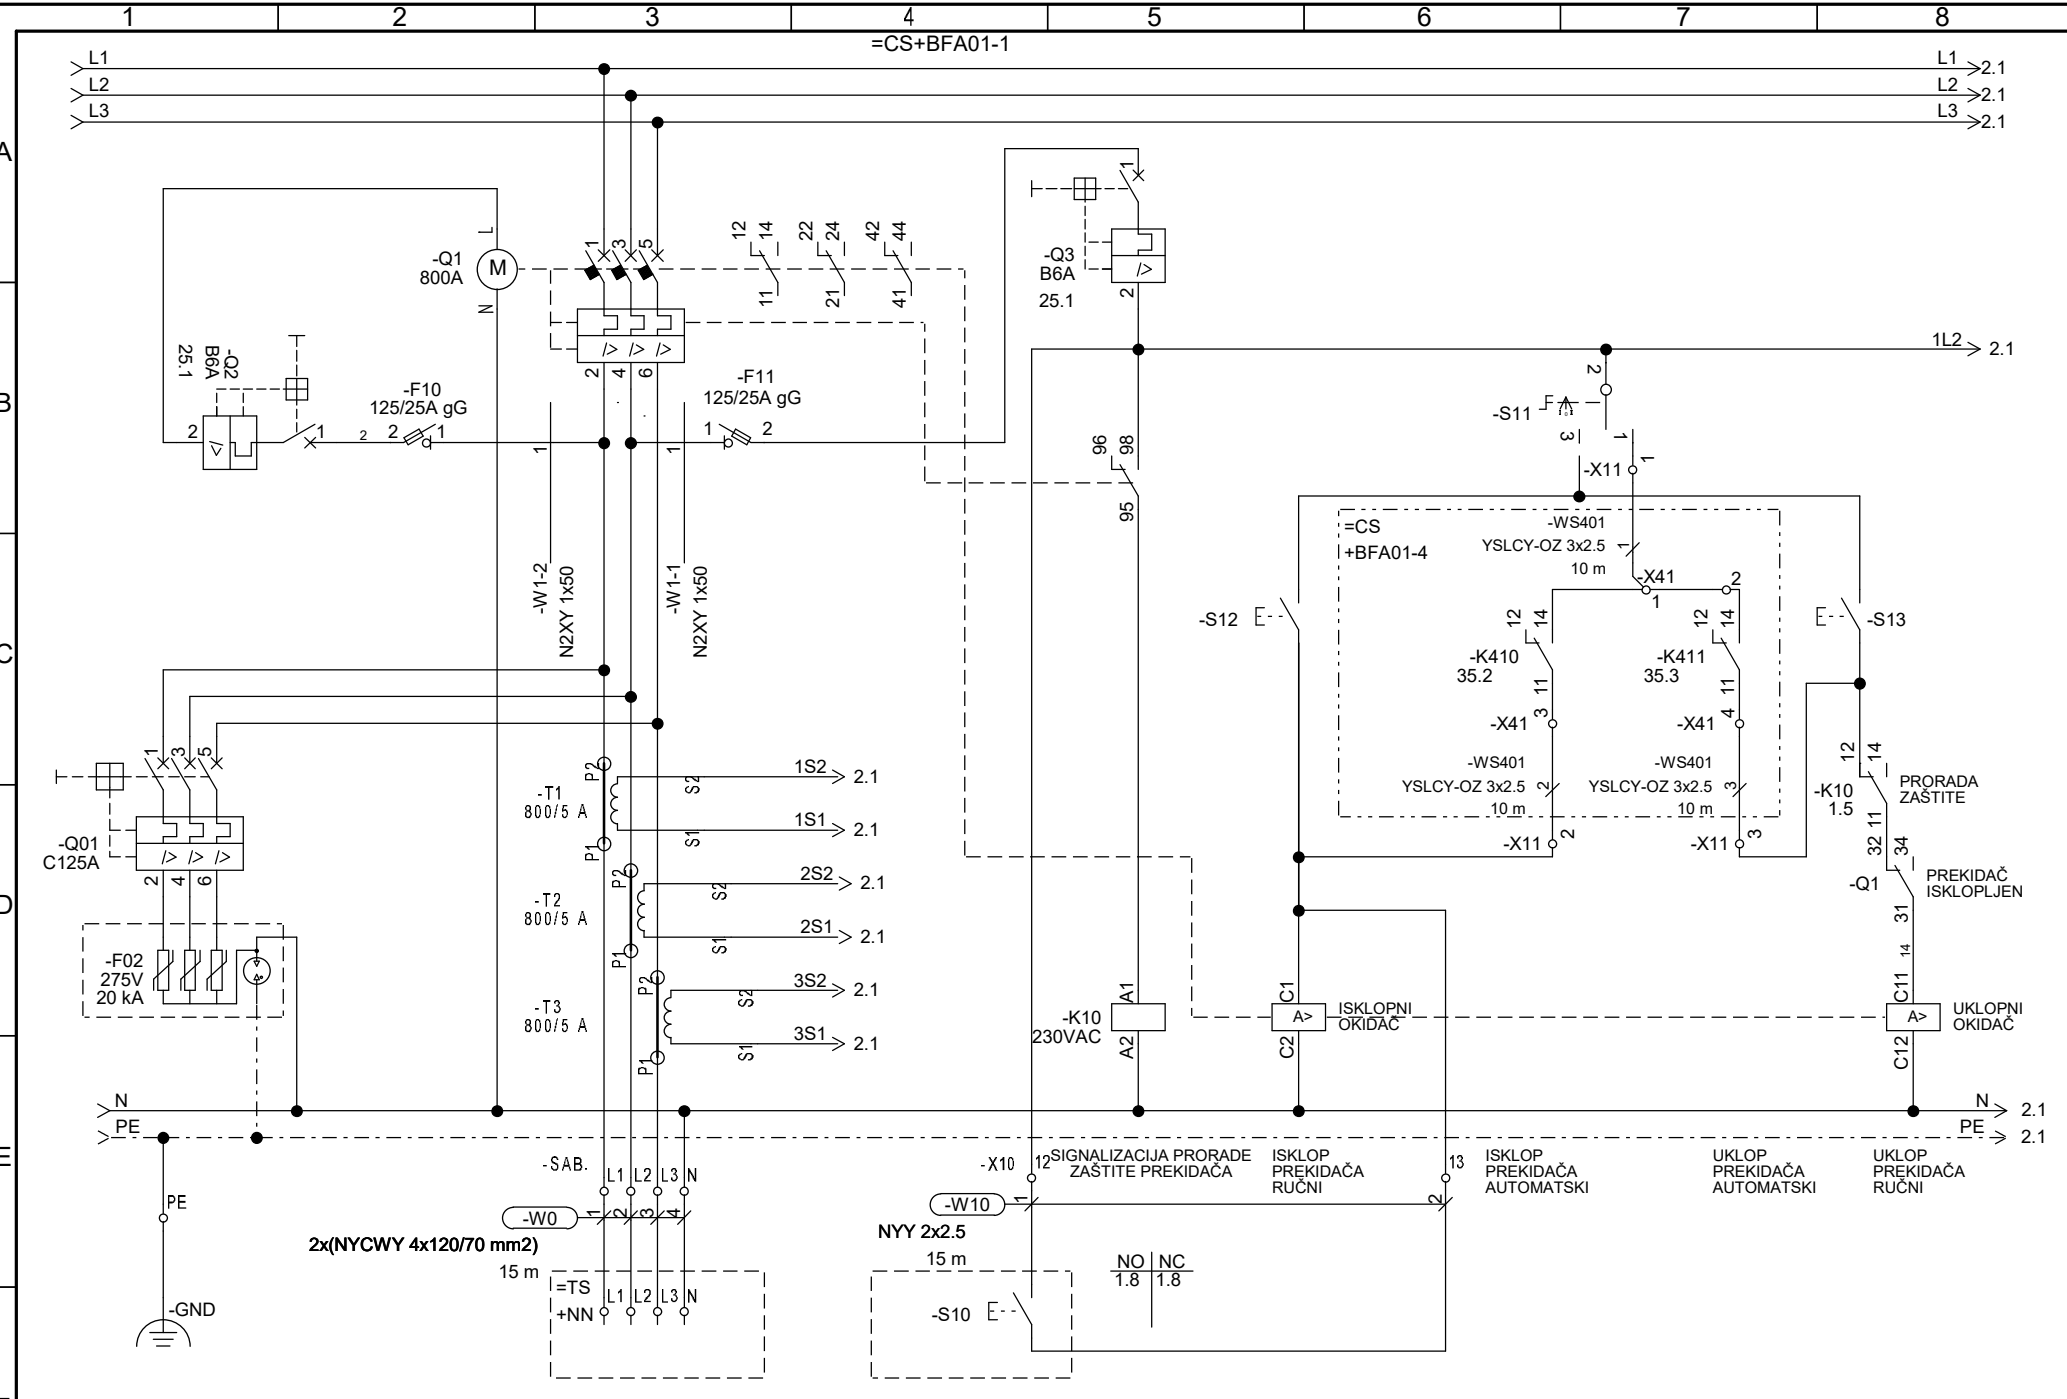 1 2 3 4 5 6 7 8
=CS+BFA01-1
L1 L1 2.1
L2 L2 2.1
L3 L3 2.1
A
B
C
D
E
-Q1
800A
M
L
N
1 3 5
2 4 6
12 14
11
22 24
21
42 44
41
-Q3
B6A
25.1
1
2
1L2 2.1
-Q2
B6A
25.1
2
1
2
-F10
125/25A gG
2 1
-F11
125/25A gG
1 2
1
1
-W1-2
N2XY 1x50
-W1-1
N2XY 1x50
96 98
95
2
-S11
3
1
-X11
1
=CS
+BFA01-4
-WS401
YSLCY-OZ 3x2.5
10 m
1
-X41
1
2
-S12
-S13
12 14
-K410
35.2
11
3
-X41
12 14
-K411
35.3
11
4
-X41
-WS401
YSLCY-OZ 3x2.5
10 m
2
-WS401
YSLCY-OZ 3x2.5
10 m
3
-X11
2
-X11
3
12 14
-K10
1.5
11
PRORADA
ZAŠTITE
32 34
-Q1
31
PREKIDAČ
ISKLOPLJEN
14
1 3 5
-Q01
C125A
2 4 6
-F02
275V
20 kA
-T1
800/5 A
P2
P1
S2
1S2 2.1
S1
1S1 2.1
-T2
800/5 A
P2
P1
S2
2S2 2.1
S1
2S1 2.1
-T3
800/5 A
P2
P1
S2
3S2 2.1
S1
3S1 2.1
-K10
230VAC
A1
A2
C1
A>
C2
ISKLOPNI
OKIDAČ
C11
A>
C12
UKLOPNI
OKIDAČ
N N 2.1
PE PE 2.1
PE
-GND
-SAB.
L1 L2 L3 N
-W0
1 2 3 4
2x(NYCWY 4x120/70 mm2)
15 m
=TS
+NN
L1 L2 L3 N
-X10
12
13
SIGNALIZACIJA PRORADE
ZAŠTITE PREKIDAČA
ISKLOP
PREKIDAČA
RUČNI
ISKLOP
PREKIDAČA
AUTOMATSKI
UKLOP
PREKIDAČA
AUTOMATSKI
UKLOP
PREKIDAČA
RUČNI
-W10
1
2
NYY 2x2.5
15 m
-S10
NO NC
1.8 1.8